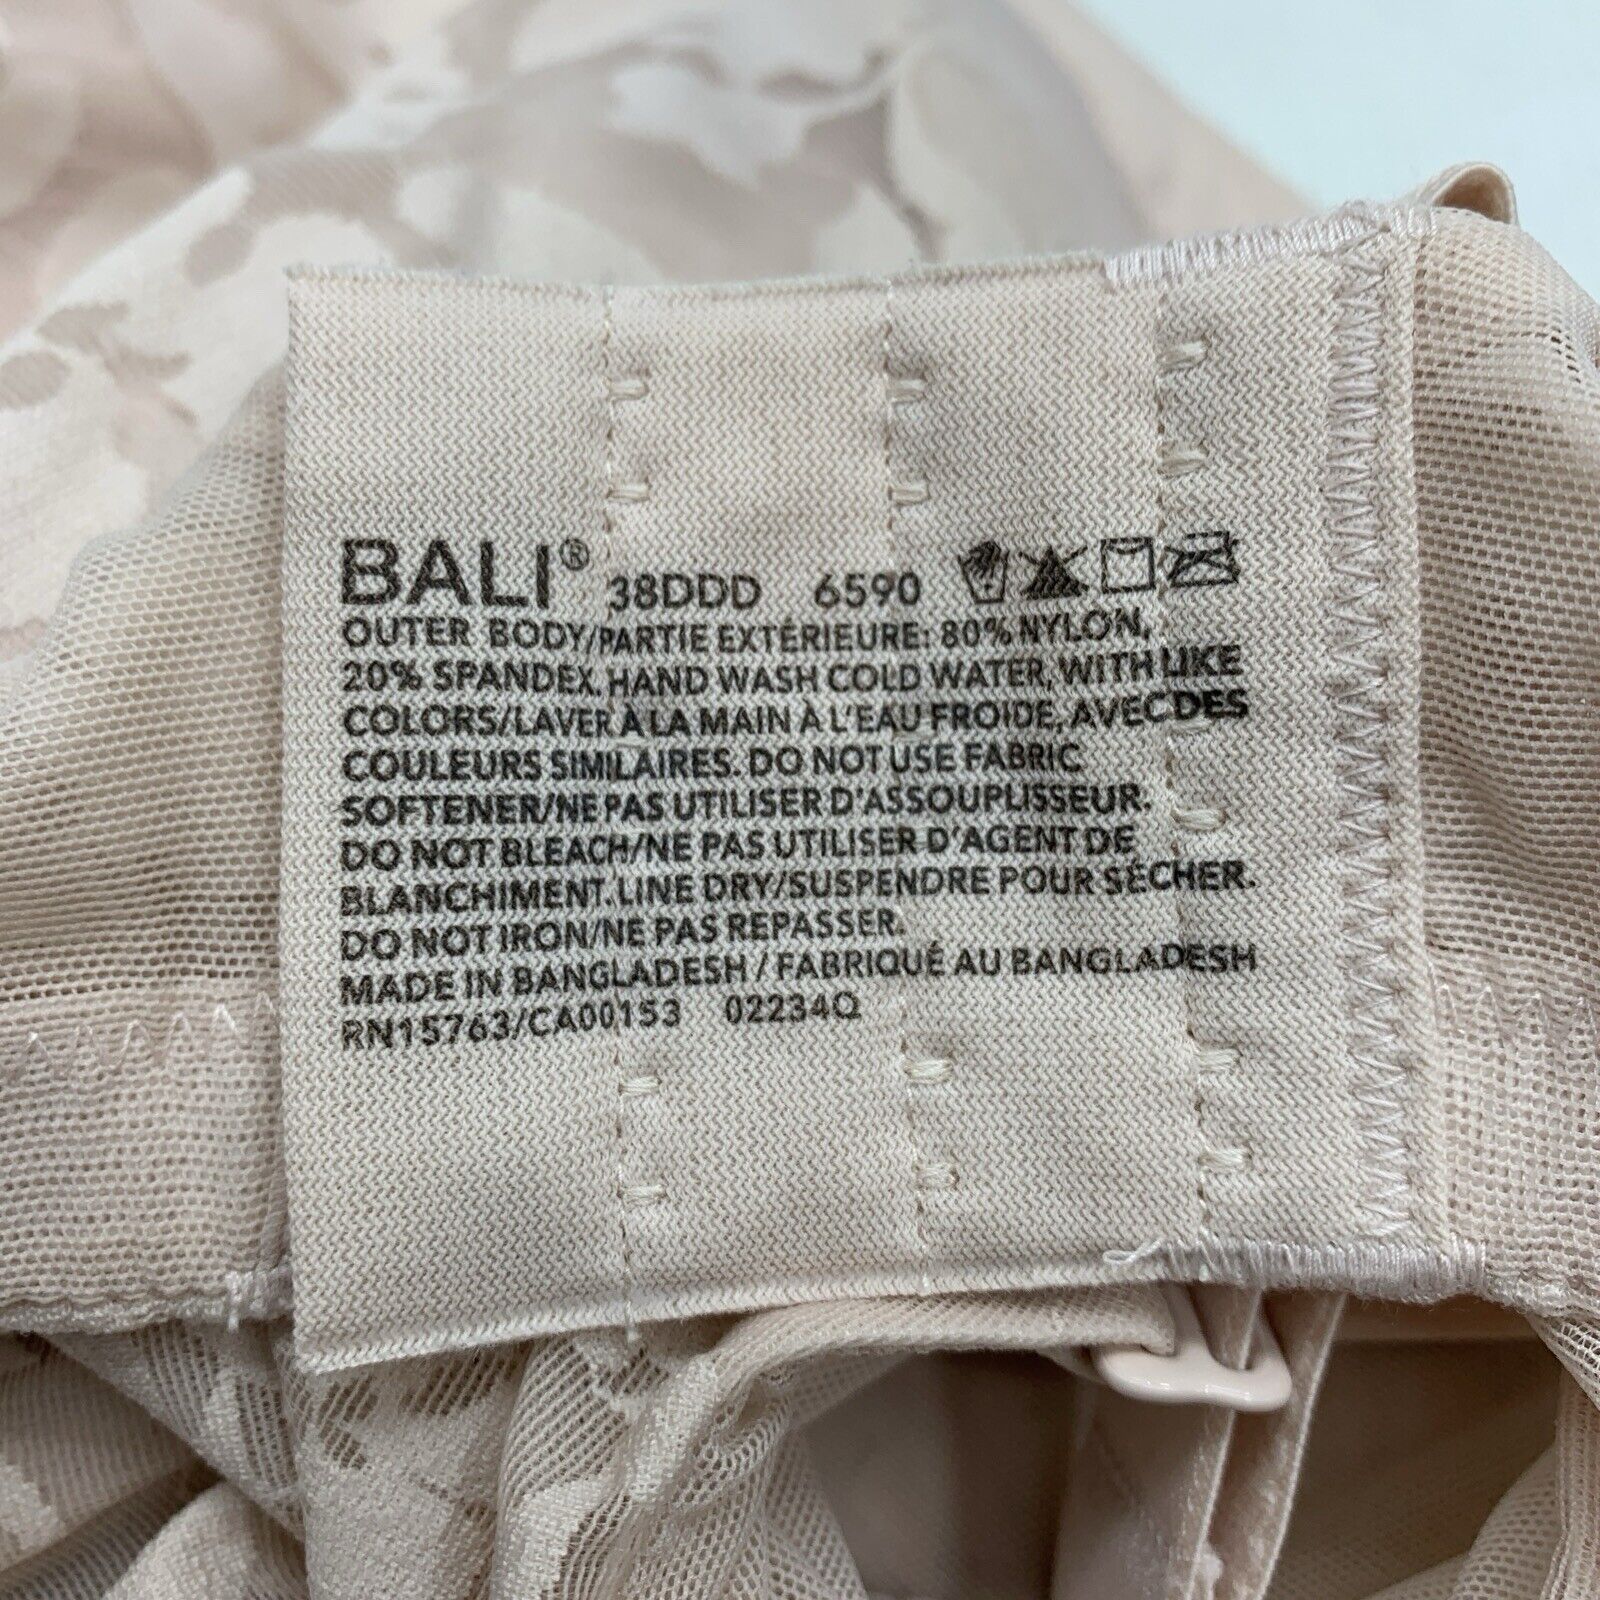 BALI® 38DDD 6590
OUTER BODY/PARTIE EXTÉRIEURE: 80% NYLON,
20% SPANDEX. HAND WASH COLD WATER, WITH LIKE
COLORS/LAVER À LA MAIN À L'EAU FROIDE, AVEC DES
COULEURS SIMILAIRES. DO NOT USE FABRIC
SOFTENER/NE PAS UTILISER D'ASSOUPLISSEUR.
DO NOT BLEACH/NE PAS UTILISER D'AGENT DE
BLANCHIMENT. LINE DRY/SUSPENDRE POUR SÉCHER.
DO NOT IRON/NE PAS REPASSER.
MADE IN BANGLADESH / FABRIQUÉ AU BANGLADESH
RN15763/CA00153 02234Q